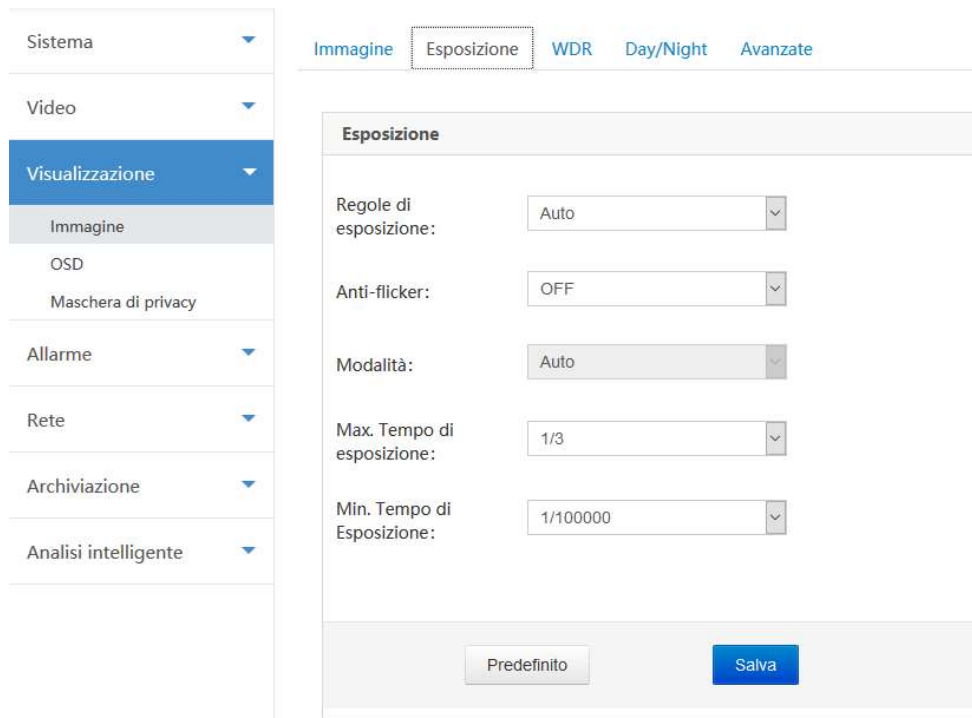 Sistema
Video
Visualizzazione
Immagine
OSD
Maschera di privacy
Allarme
Rete
Archiviazione
Analisi intelligente
Immagine Esposizione WDR Day/Night Avanzate
Esposizione
Regole di
esposizione:
Auto
Anti-flicker:
OFF
Modalità:
Auto
Max. Tempo di
esposizione:
1/3
Min. Tempo di
Esposizione:
1/100000
Predefinito
Salva